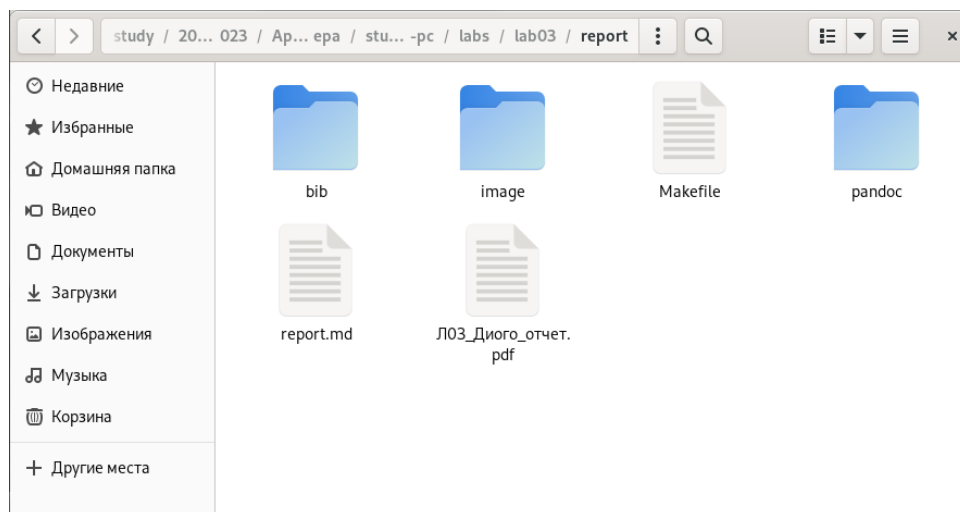 study / 20... 023 / Ap... ера / stu... -pc / labs / lab03 / report
Недавние
Избранные
Домашняя папка
Видео
Документы
Загрузки
Изображения
Музыка
Корзина
Другие места
bib
image
Makefile
pandoc
report.md
Л03_Диого_отчет.
pdf